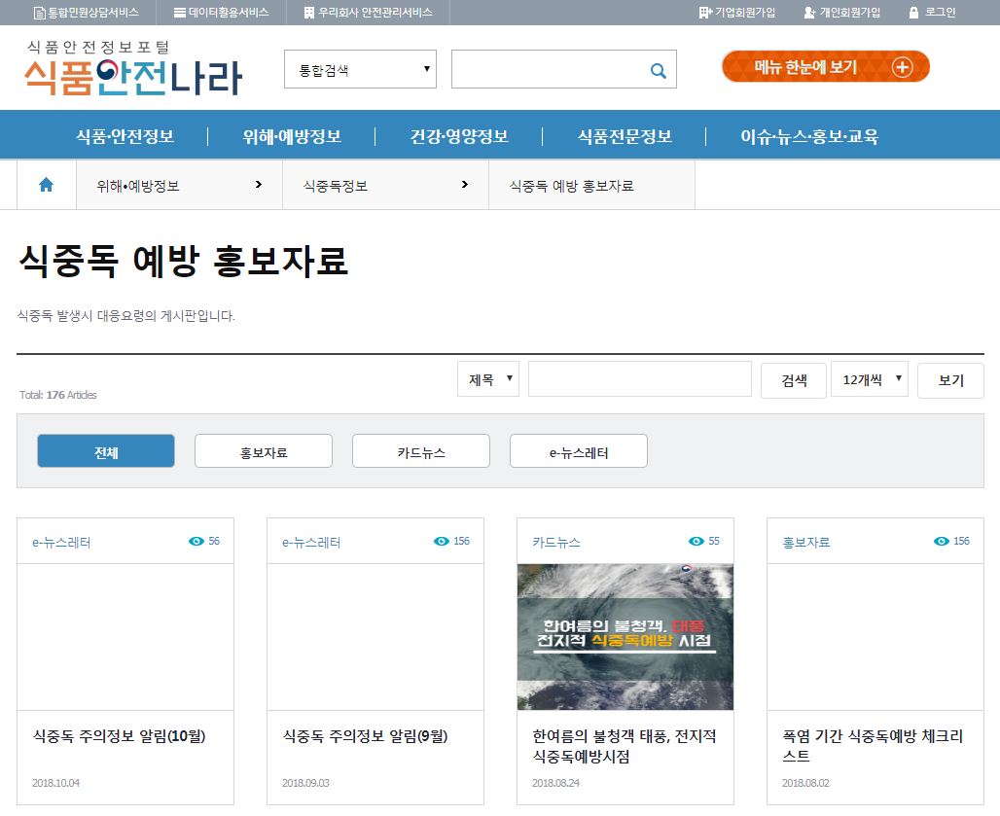 통합민원상담서비스 데이터활용서비스 우리회사 안전관리서비스 기업회원가입 개인회원가입 로그인
식품안전정보포털
식품안전나라
통합검색
메뉴 한눈에 보기
식품·안전정보 위해·예방정보 건강·영양정보 식품전문정보 이슈·뉴스·홍보·교육
위해•예방정보 식중독정보 식중독 예방 홍보자료
식중독 예방 홍보자료
식중독 발생시 대응요령의 게시판입니다.
제목 검색 12개씩 보기
Total: 176 Articles
전체 홍보자료 카드뉴스 e-뉴스레터
e-뉴스레터 56 e-뉴스레터 156 카드뉴스 55 홍보자료 156
한여름의 불청객, 태풍
전지적 식중독예방 시점
식중독 주의정보 알림(10월) 식중독 주의정보 알림(9월) 한여름의 불청객 태풍, 전지적 폭염 기간 식중독예방 체크리
식중독예방시점 스트
2018.10.04 2018.09.03 2018.08.24 2018.08.02